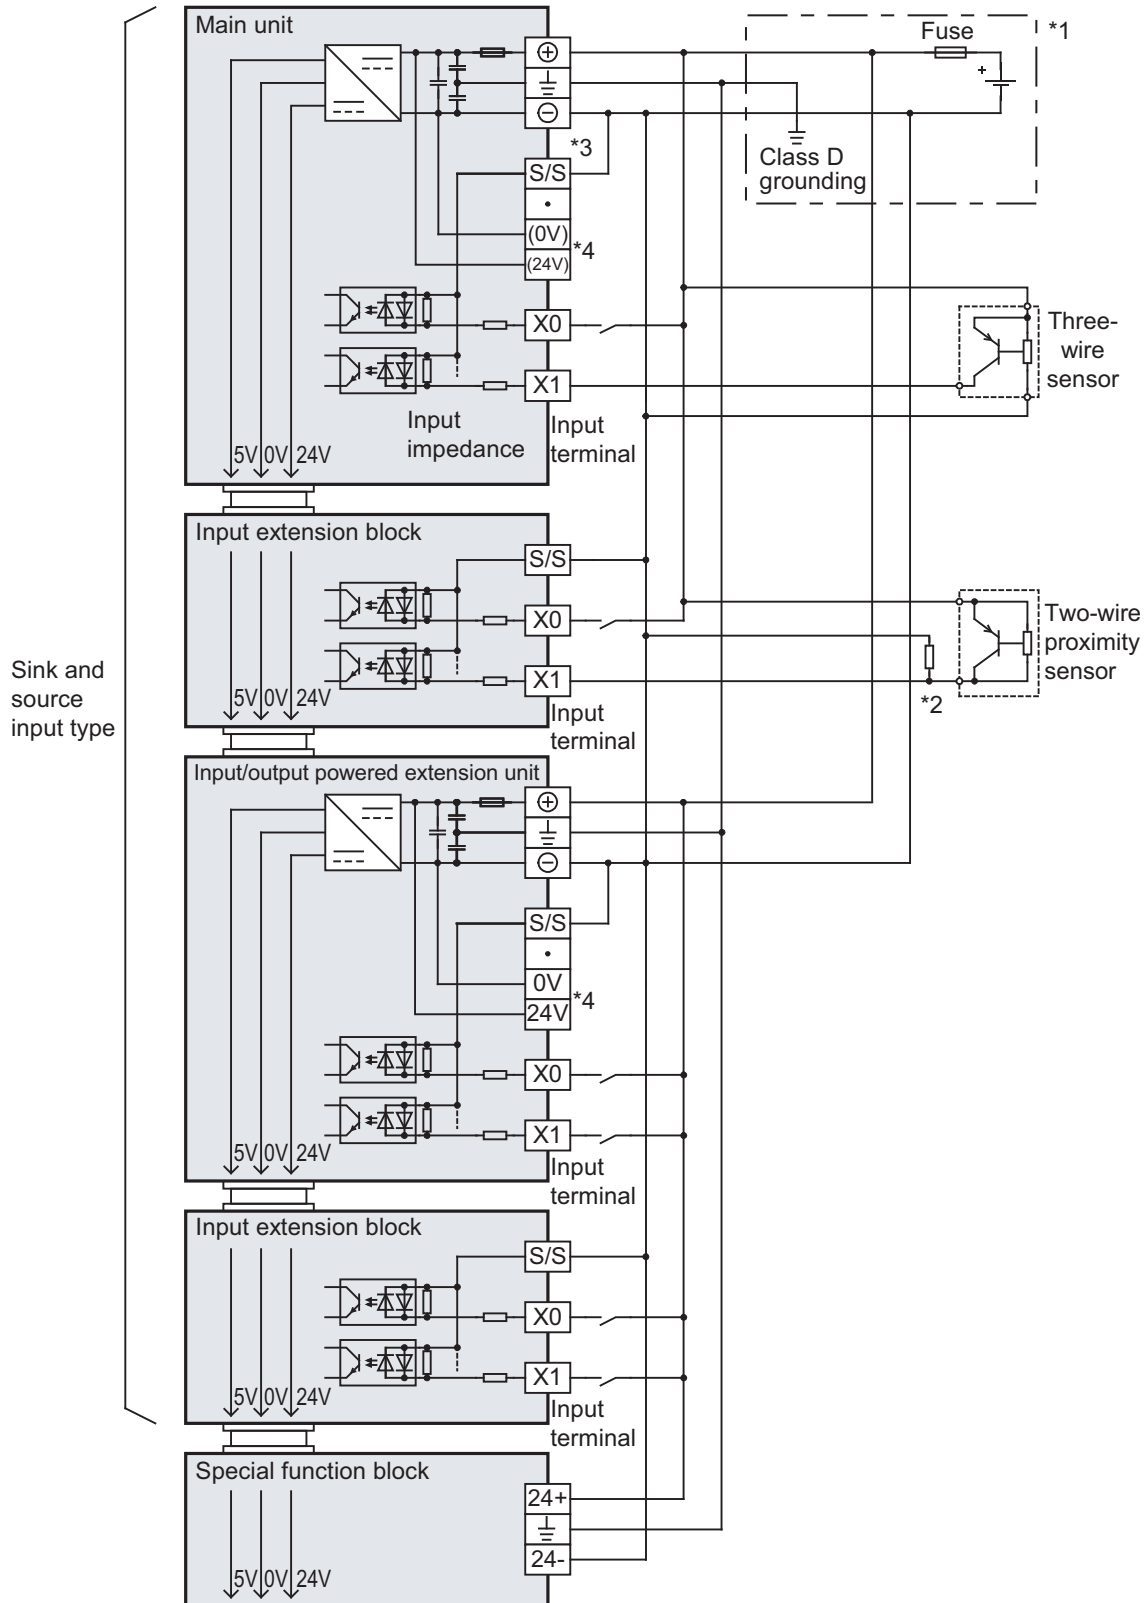 Main unit
Fuse
*1
+
Class D
grounding
*3
S/S
•
(0V)
(24V)
*4
X0
X1
Three-
wire
sensor
Input
impedance
Input
terminal
5V 0V 24V
Input extension block
S/S
X0
X1
Two-wire
proximity
sensor
*2
5V 0V 24V
Input
terminal
Sink and
source
input type
Input/output powered extension unit
S/S
•
0V
24V
*4
X0
X1
5V 0V 24V
Input
terminal
Input extension block
S/S
X0
X1
5V 0V 24V
Input
terminal
Special function block
24+
24-
5V 0V 24V